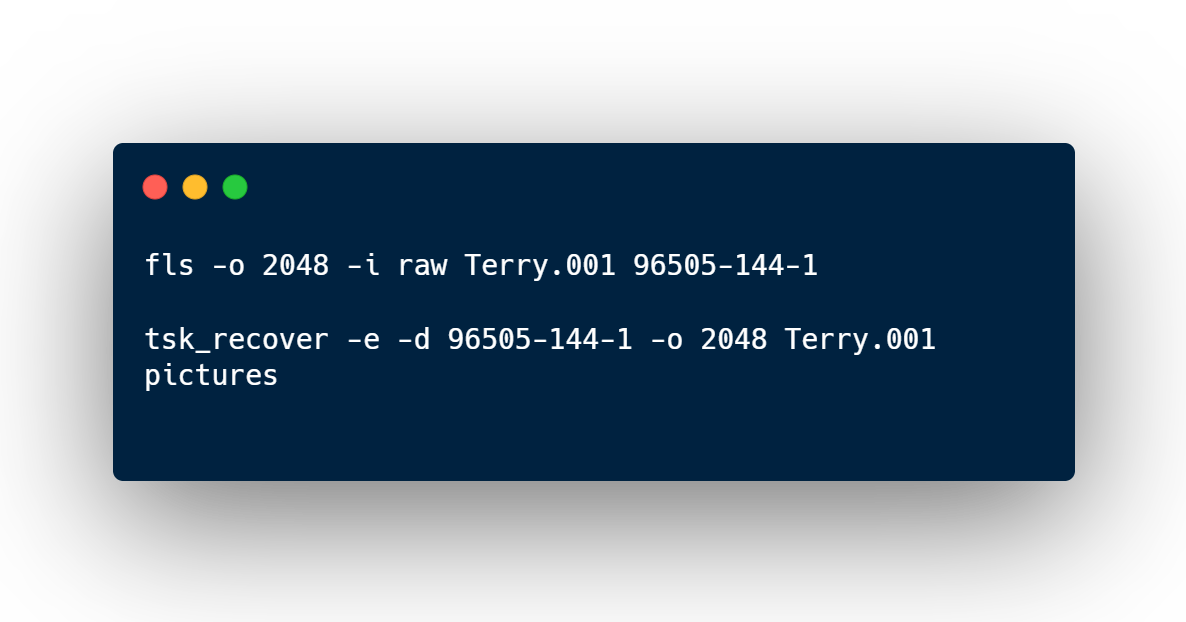 fls -o 2048 -i raw Terry.001 96505-144-1
tsk_recover -e -d 96505-144-1 -o 2048 Terry.001
pictures